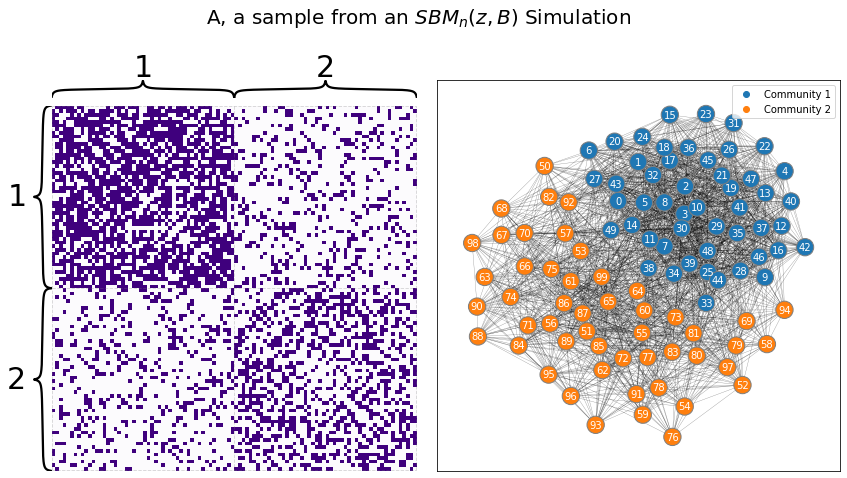 A, a sample from an $SBM_n(z, B)$ Simulation
1 2
1
2
Community 1
Community 2
15 23 31
20 24
6 18 36 26 22
1 17 45
50 32 21 47 4
27 43 2 19 13
82 92 0 5 8 10 41 40
68 3
49 14 30 29 35 37 12
98 67 70 57 11 7
53 48 16 42
66 75 38 34 39 25 28 46
63 61 99 44 9
74 64
90 86 65 33
87 60 73 94
71 56 51 55 81 69
88 84 89 85 79 58
72 77 83 80
95 62 97
96 91 78 52
59 54
93
76